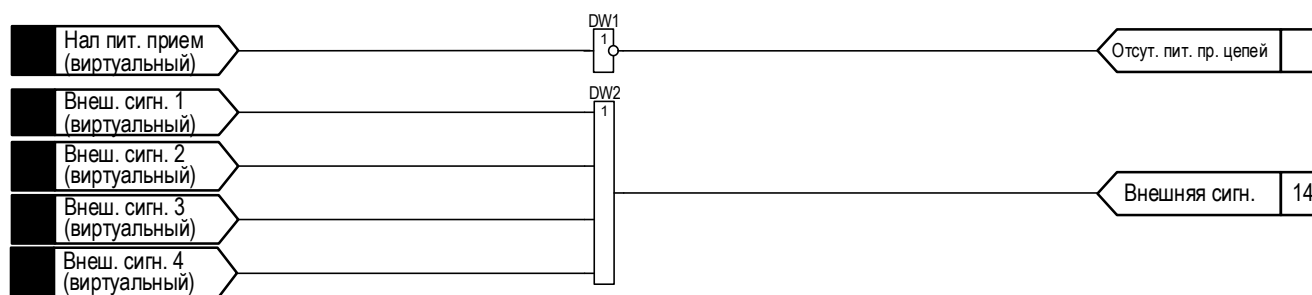 DW1
Нал пит. прием
(виртуальный)
1
Отсут. пит. пр. цепей
DW2
Внеш. сигн. 1
(виртуальный)
1
Внеш. сигн. 2
(виртуальный)
Внешняя сигн.
14
Внеш. сигн. 3
(виртуальный)
Внеш. сигн. 4
(виртуальный)